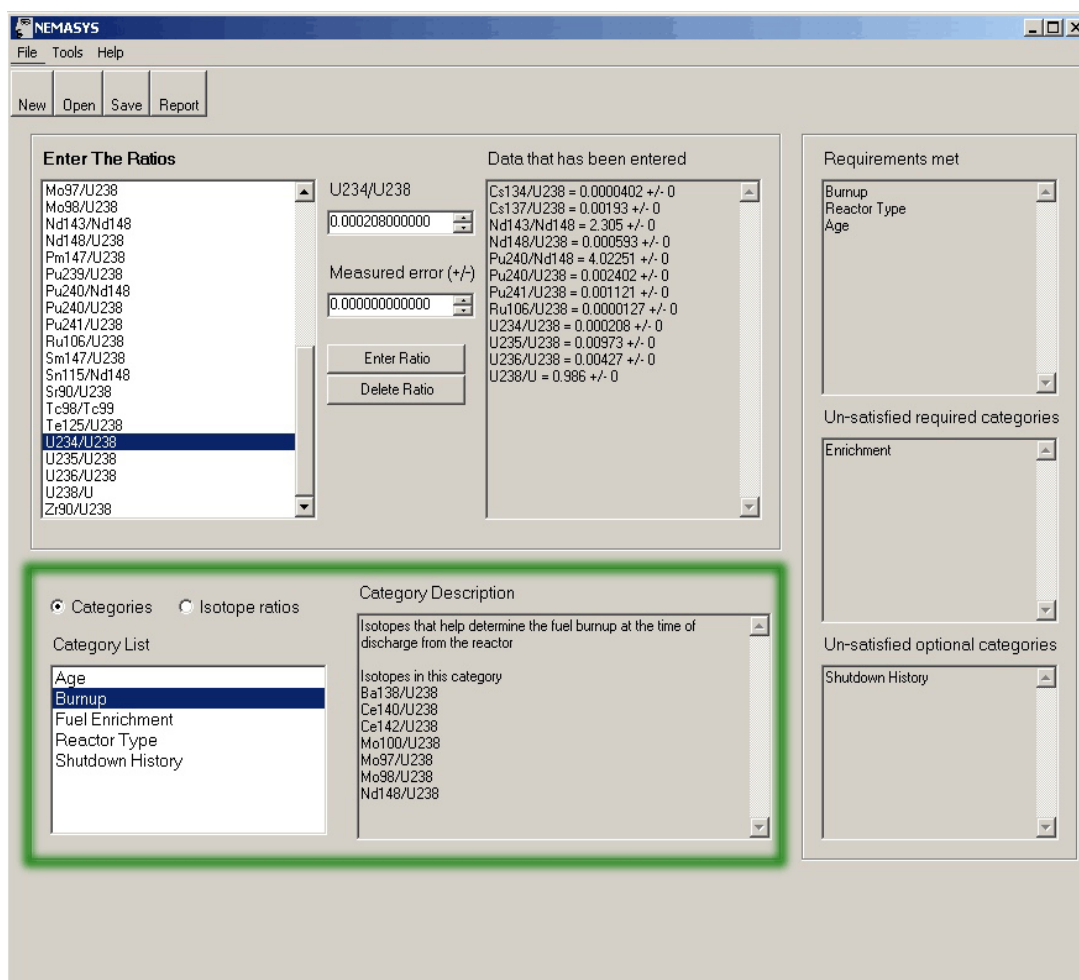 NEMASYS
File Tools Help
New Open Save Report
Enter The Ratios
Mo97/U238
Mo98/U238
Nd143/Nd148
Nd148/U238
Pm147/U238
Pu239/U238
Pu240/Nd148
Pu240/U238
Pu241/U238
Ru106/U238
Sm147/U238
Sn115/Nd148
Sr90/U238
Tc98/Tc99
Te125/U238
U234/U238
U235/U238
U236/U238
U238/U
Zr90/U238
U234/U238
0.000208000000
Measured error (+/-)
0.000000000000
Enter Ratio
Delete Ratio
Data that has been entered
Cs134/U238 = 0.0000402 +/- 0
Cs137/U238 = 0.00193 +/- 0
Nd143/Nd148 = 2.305 +/- 0
Nd148/U238 = 0.000593 +/- 0
Pu240/Nd148 = 4.02251 +/- 0
Pu240/U238 = 0.002402 +/- 0
Pu241/U238 = 0.001121 +/- 0
Ru106/U238 = 0.0000127 +/- 0
U234/U238 = 0.000208 +/- 0
U235/U238 = 0.00973 +/- 0
U236/U238 = 0.00427 +/- 0
U238/U = 0.986 +/- 0
Requirements met
Burnup
Reactor Type
Age
Un-satisfied required categories
Enrichment
Un-satisfied optional categories
Shutdown History
Categories Isotope ratios
Category List
Age
Burnup
Fuel Enrichment
Reactor Type
Shutdown History
Category Description
Isotopes that help determine the fuel burnup at the time of
discharge from the reactor
Isotopes in this category
Ba138/U238
Ce140/U238
Ce142/U238
Mo100/U238
Mo97/U238
Mo98/U238
Nd148/U238